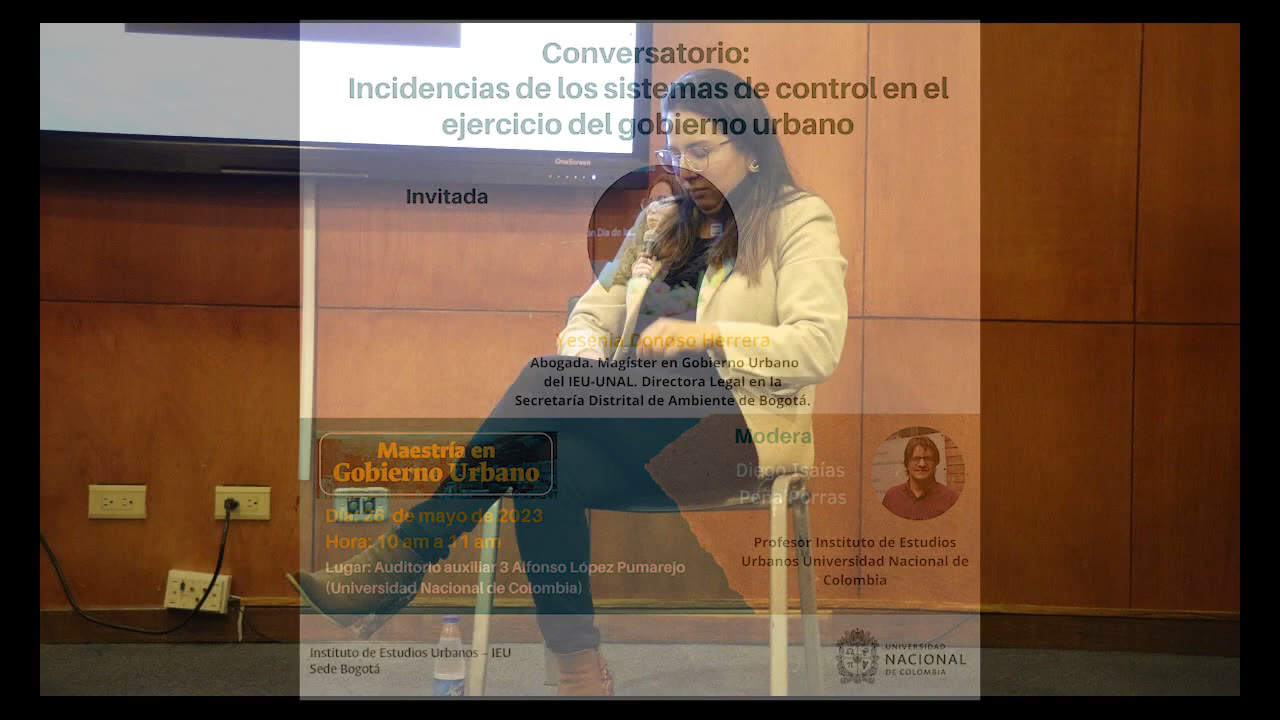 Conversatorio:
Incidencias de los sistemas de control en el
ejercicio del gobierno urbano
OneScreen
Invitada
Yesenia Donoso Herrera
Abogada. Magíster en Gobierno Urbano
del IEU-UNAL. Directora Legal en la
Secretaría Distrital de Ambiente de Bogotá.
Maestría en
Gobierno Urbano
Día: 26 de mayo de 2023
Hora: 10 am a 11 am
Lugar: Auditorio auxiliar 3 Alfonso López Pumarejo
(Universidad Nacional de Colombia)
Modera
Diego Isaías
Peña Porras
Profesor Instituto de Estudios
Urbanos Universidad Nacional de
Colombia
Instituto de Estudios Urbanos – IEU
Sede Bogotá
UNIVERSIDAD
NACIONAL
DE COLOMBIA